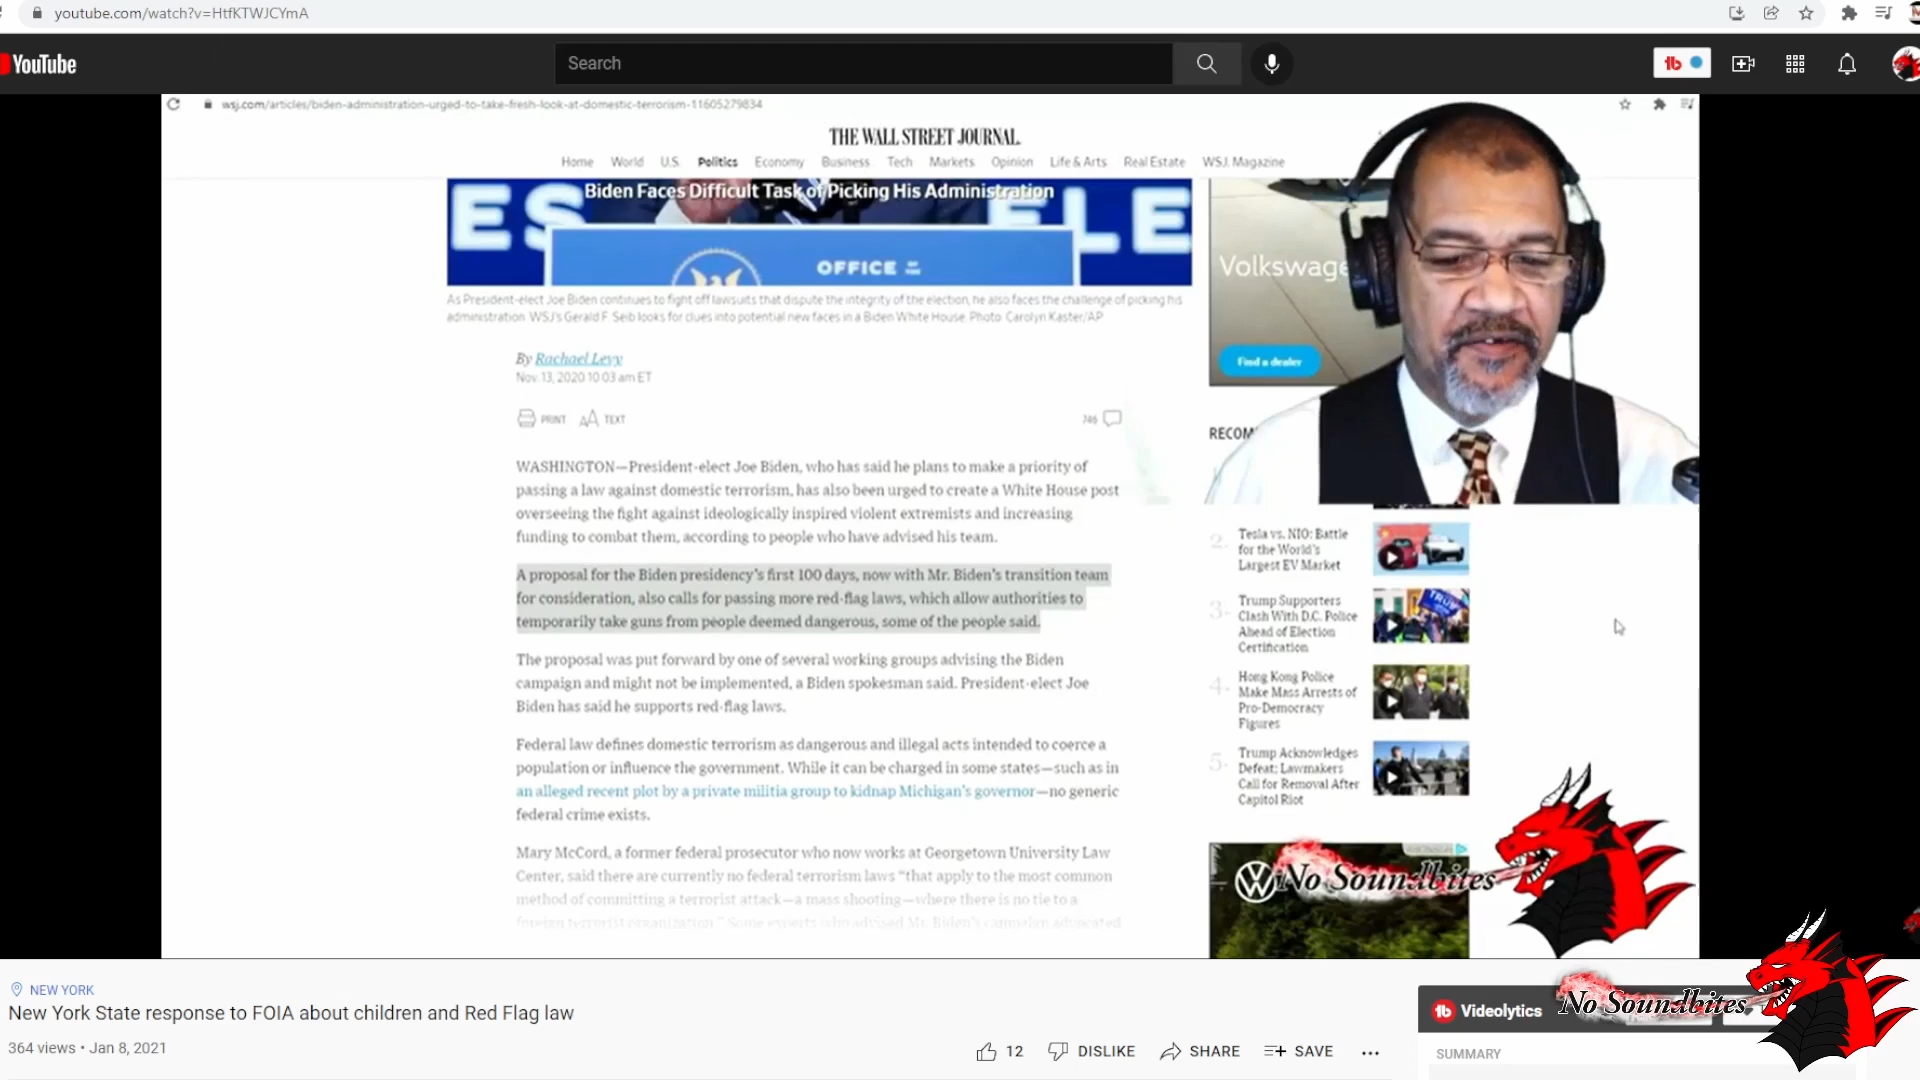 youtube.com/watch?v=HtfKTWJCYmA
YouTube
Search
wsj.com/articles/biden-administration-urged-to-take-fresh-look-at-domestic-terrorism-11605279834
THE WALL STREET JOURNAL.
Home World U.S. Politics Economy Business Tech Markets Opinion Life & Arts Real Estate WSJ. Magazine
Biden Faces Difficult Task of Picking His Administration
ES ELE
OFFICE
As President-elect Joe Biden continues to fight off lawsuits that dispute the integrity of the election, he also faces the challenge of picking his
administration. WSJ's Gerald F. Seib looks for clues into potential new faces in a Biden White House. Photo: Carolyn Kaster/AP
Volkswage
Find a dealer
By Rachael Levy
Nov. 13, 2020 10:03 am ET
PRINT TEXT
746
RECOM
WASHINGTON—President-elect Joe Biden, who has said he plans to make a priority of
passing a law against domestic terrorism, has also been urged to create a White House post
overseeing the fight against ideologically inspired violent extremists and increasing
funding to combat them, according to people who have advised his team.
A proposal for the Biden presidency's first 100 days, now with Mr. Biden's transition team
for consideration, also calls for passing more red-flag laws, which allow authorities to
temporarily take guns from people deemed dangerous, some of the people said.
The proposal was put forward by one of several working groups advising the Biden
campaign and might not be implemented, a Biden spokesman said. President-elect Joe
Biden has said he supports red-flag laws.
Federal law defines domestic terrorism as dangerous and illegal acts intended to coerce a
population or influence the government. While it can be charged in some states—such as in
an alleged recent plot by a private militia group to kidnap Michigan's governor—no generic
federal crime exists.
Mary McCord, a former federal prosecutor who now works at Georgetown University Law
Center, said there are currently no federal terrorism laws "that apply to the most common
method of committing a terrorist attack—a mass shooting—where there is no tie to a
foreign terrorist organization." Some experts who advised Mr. Biden's campaign advocated
2. Tesla vs. NIO: Battle
for the World's
Largest EV Market
3. Trump Supporters
Clash With D.C. Police
Ahead of Election
Certification
TRUMP
4. Hong Kong Police
Make Mass Arrests of
Pro-Democracy
Figures
5. Trump Acknowledges
Defeat; Lawmakers
Call for Removal After
Capitol Riot
No Soundbites
NEW YORK
New York State response to FOIA about children and Red Flag law
364 views • Jan 8, 2021
12 DISLIKE SHARE SAVE
Videolytics
No Soundbites
SUMMARY